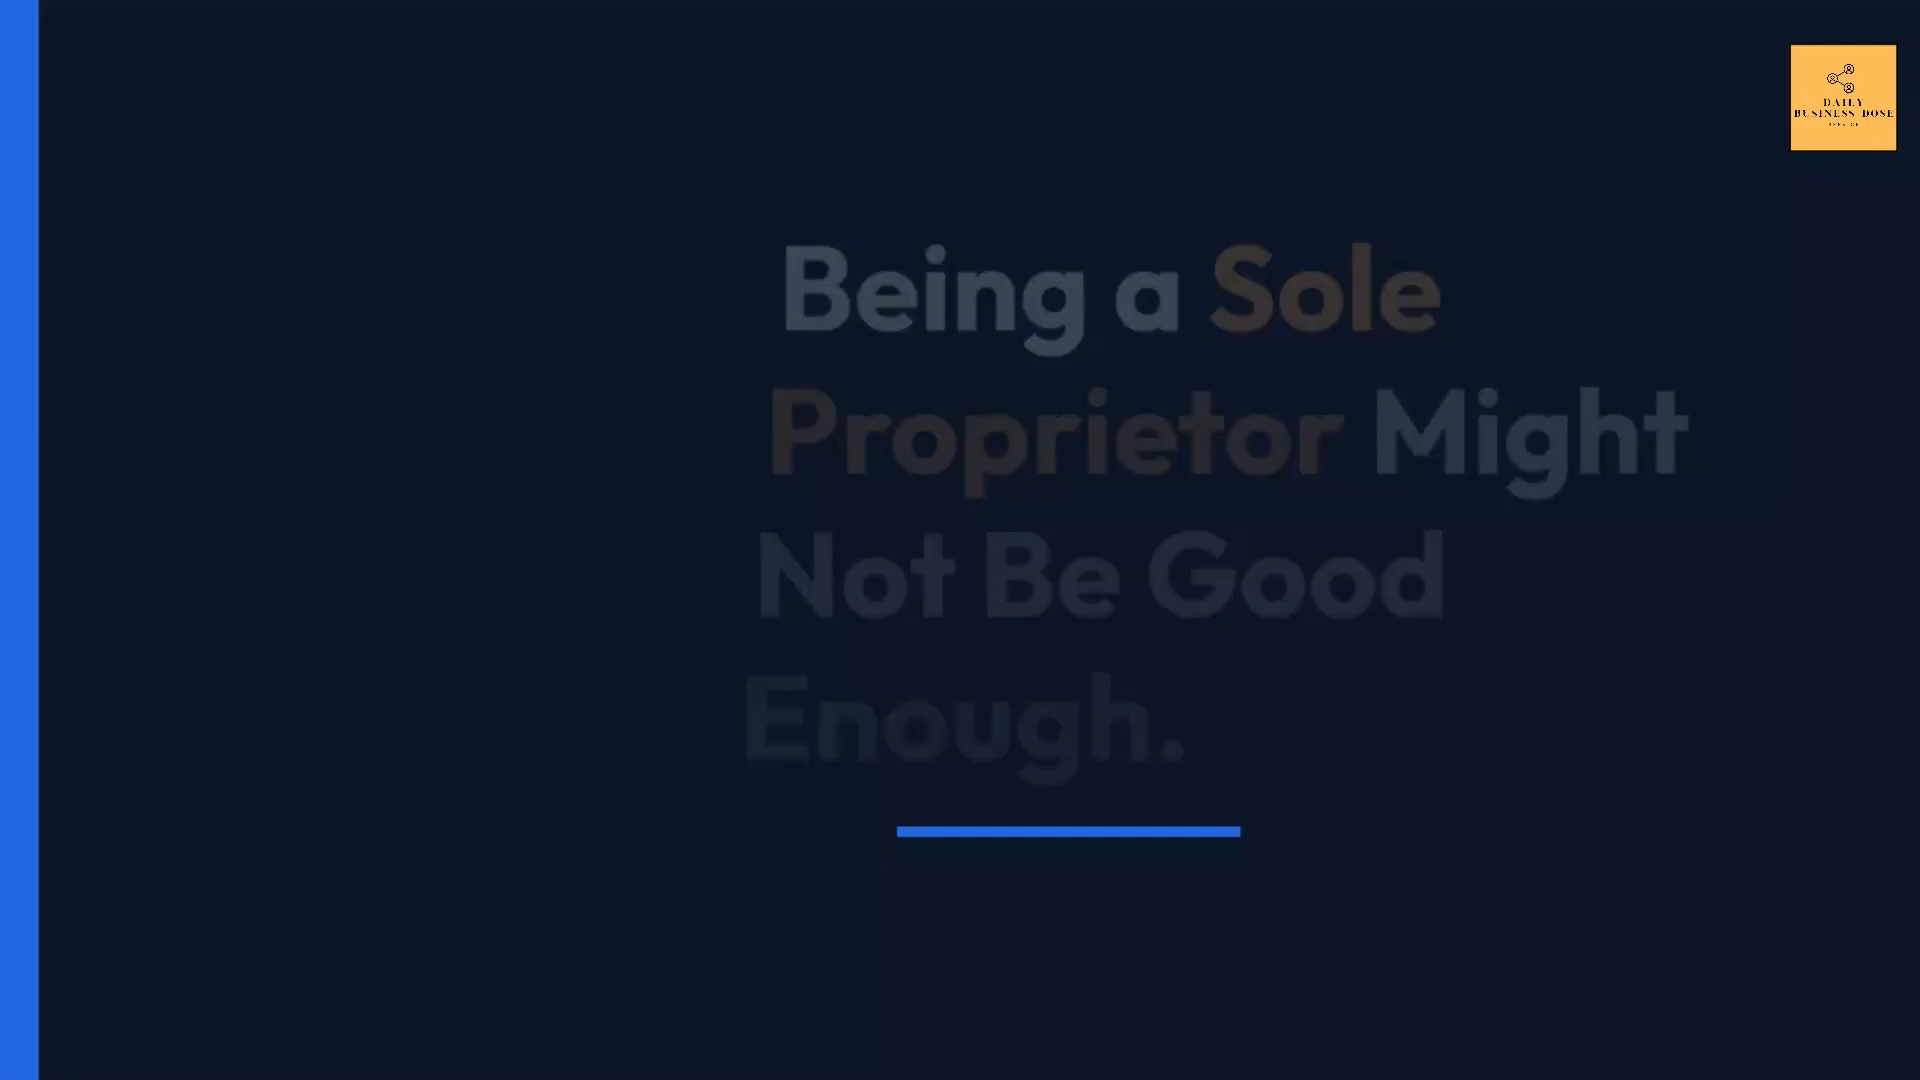 DAILY
BUSINESS DOSE
Being a Sole
Proprietor Might
Not Be Good
Enough.